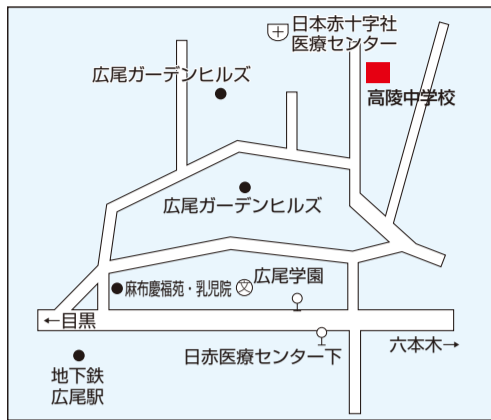 日本赤十字社
医療センター
広尾ガーデンヒルズ
高陵中学校
広尾ガーデンヒルズ
麻布慶福苑・乳児院
文
広尾学園
←目黒
日赤医療センター下
六本木→
地下鉄
広尾駅